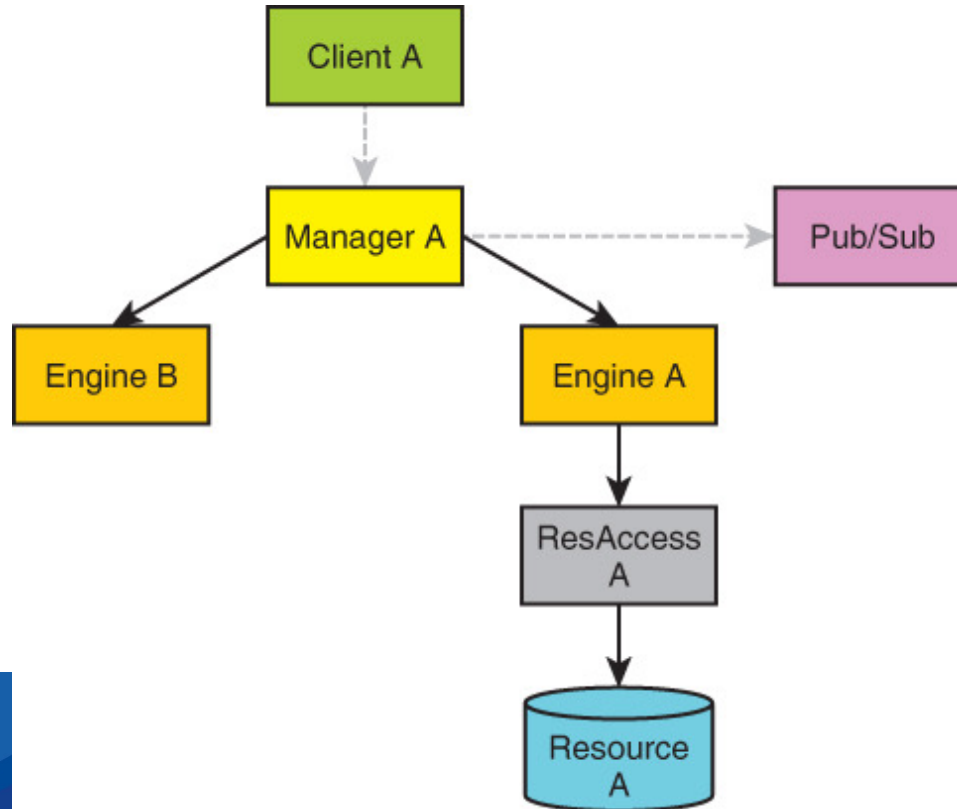 Client A
Manager A
Pub/Sub
Engine B
Engine A
ResAccess
A
Resource
A